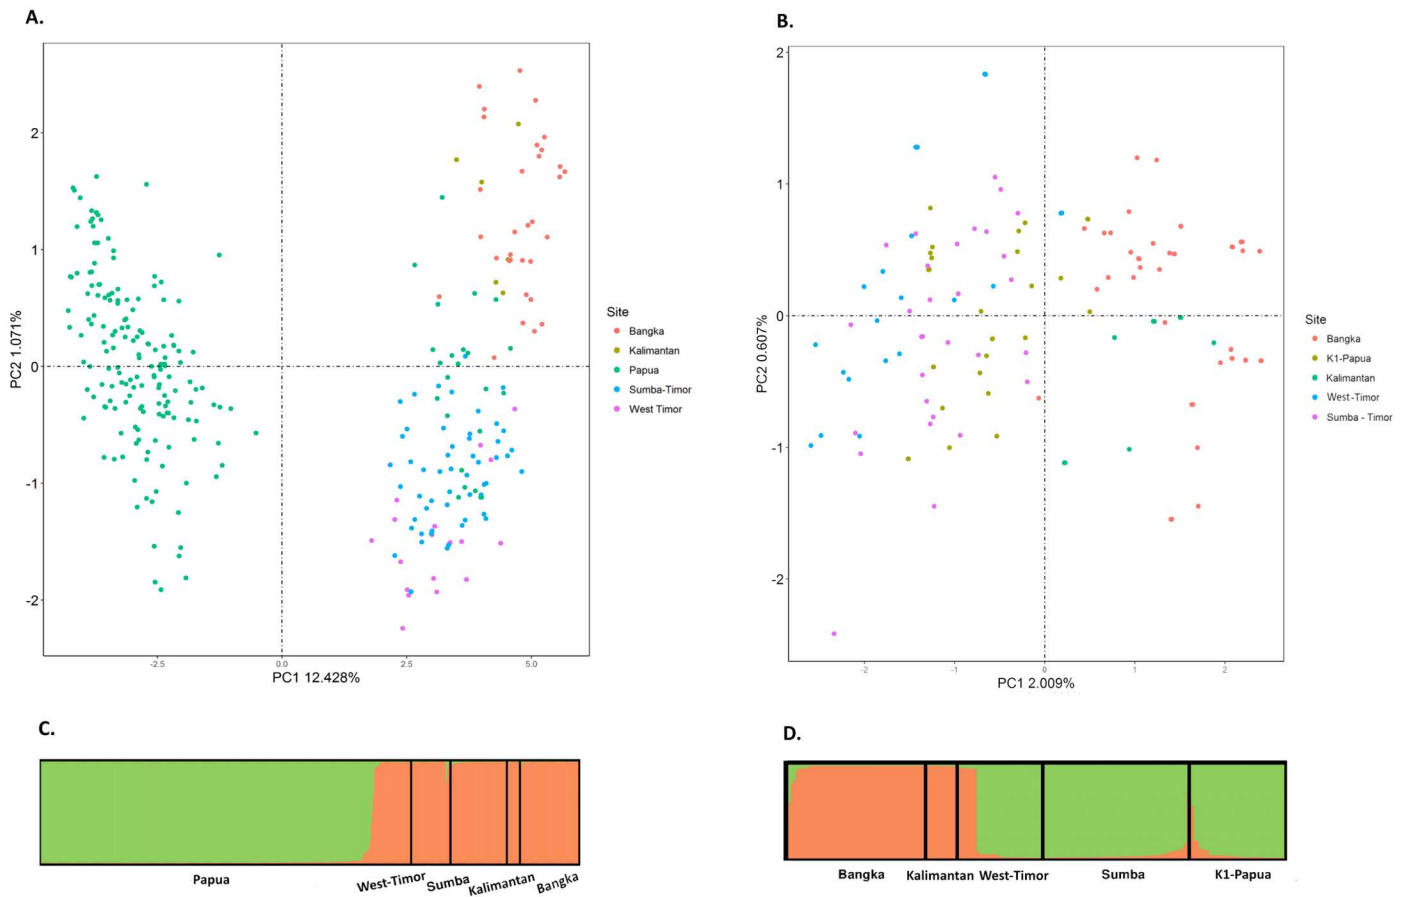 A.
2
1
0
-1
-2
-2.5
0.0
2.5
5.0
PC2 1.071%
PC1 12.428%
Site
Bangka
Kalimantan
Papua
Sumba-Timor
West Timor
B.
2
1
0
-1
-2
-2
-1
0
1
2
PC2 0.607%
PC1 2.009%
Site
Bangka
K1-Papua
Kalimantan
West-Timor
Sumba - Timor
C.
Papua
West-Timor
Sumba
Kalimantan
Bangka
D.
Bangka
Kalimantan
West-Timor
Sumba
K1-Papua